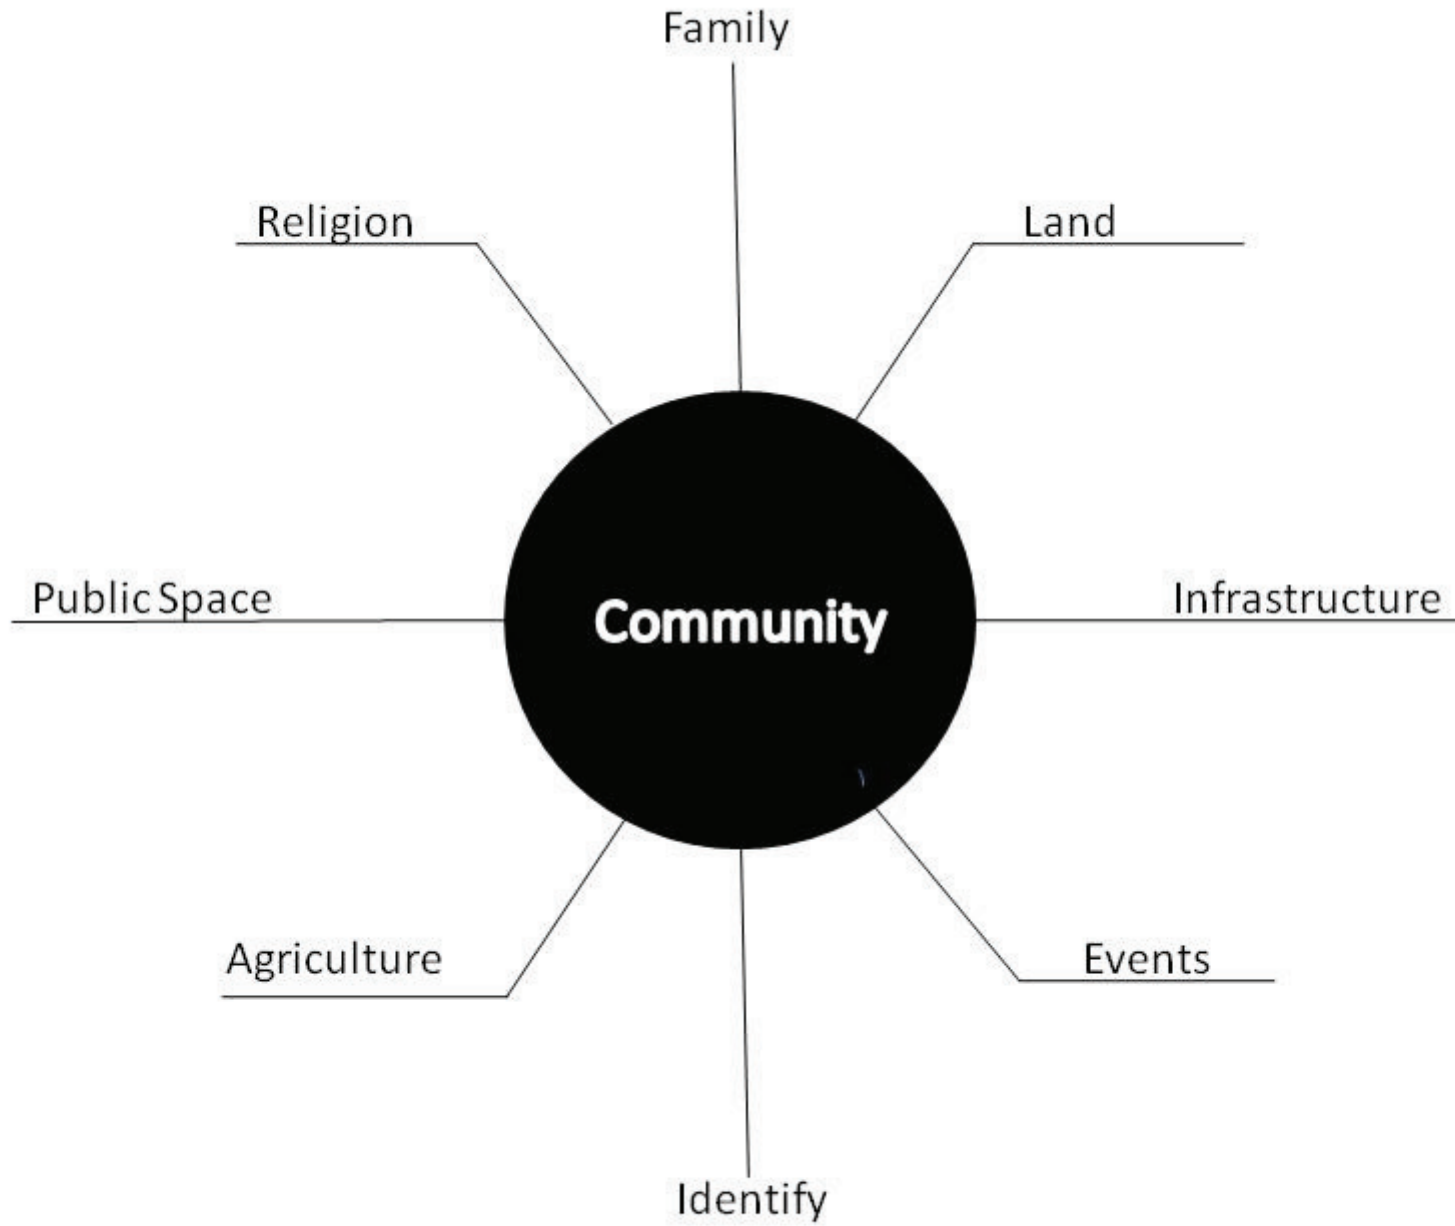 Family
Religion
Land
Public Space
Community
Infrastructure
Agriculture
Events
Identify